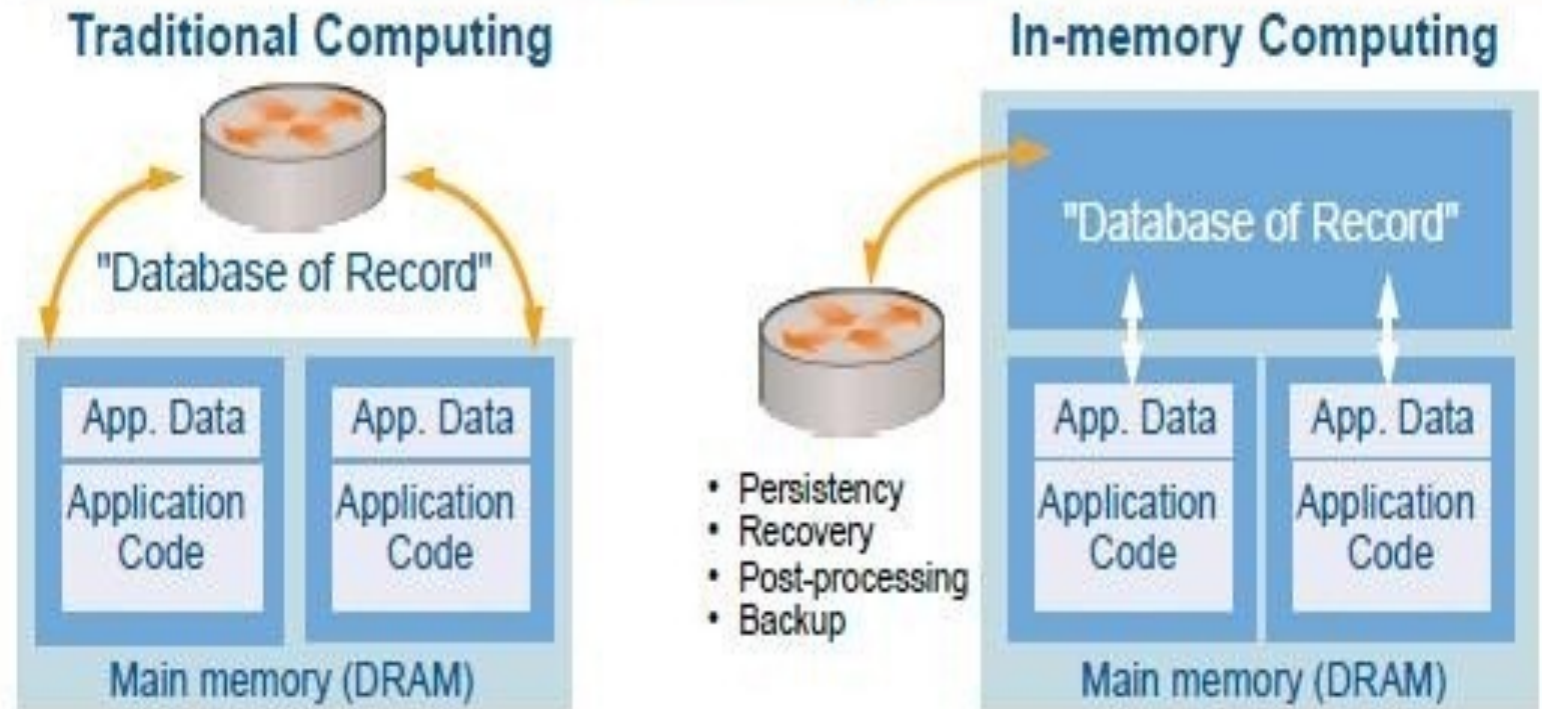 Traditional Computing
"Database of Record"
App. Data
Application
Code
App. Data
Application
Code
Main memory (DRAM)
In-memory Computing
"Database of Record"
• Persistency
• Recovery
• Post-processing
• Backup
App. Data
Application
Code
App. Data
Application
Code
Main memory (DRAM)